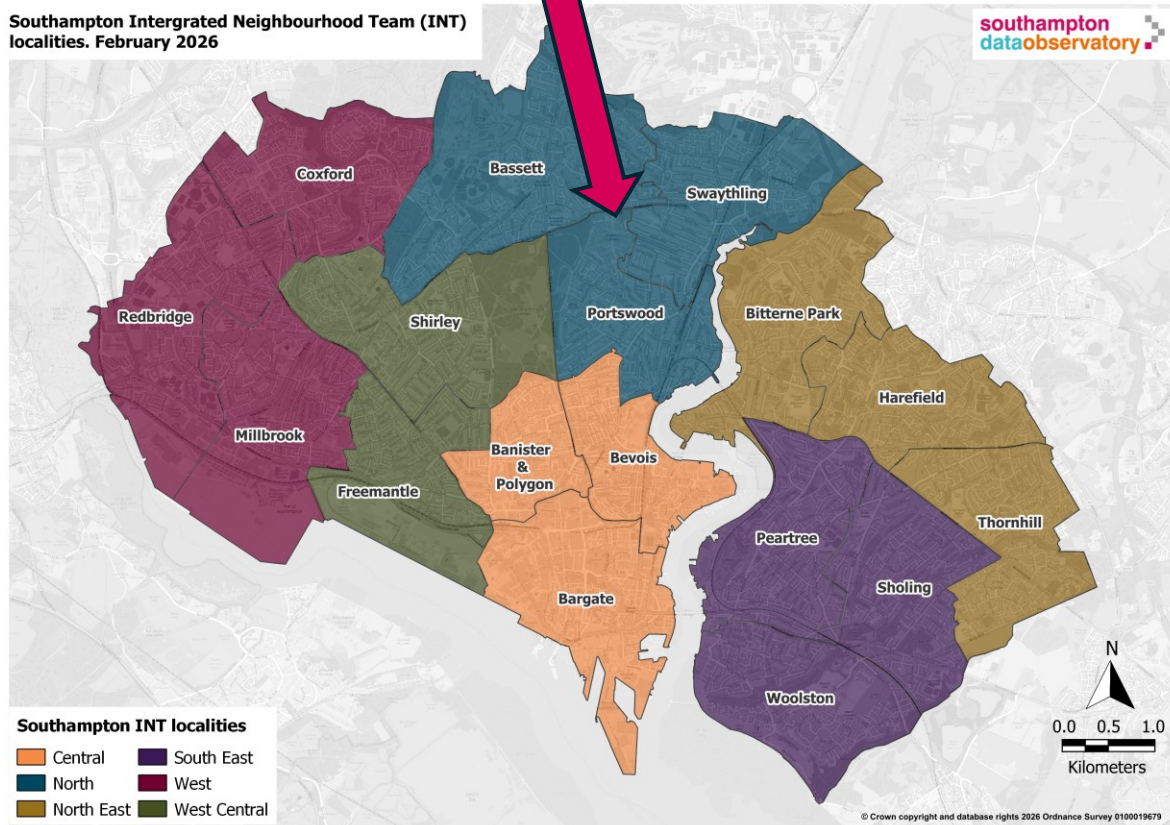 Southampton Intergrated Neighbourhood Team (INT)
localities. February 2026
southampton
dataobservatory
Coxford
Bassett
Swaythling
Redbridge
Shirley
Portswood
Bitterne Park
Harefield
Millbrook
Banister
&
Polygon
Bevois
Freemantle
Thornhill
Peartree
Sholing
Bargate
Woolston
N
0.0 0.5 1.0
Kilometers
Southampton INT localities
Central
South East
North
West
North East
West Central
© Crown copyright and database rights 2026 Ordnance Survey 0100019679